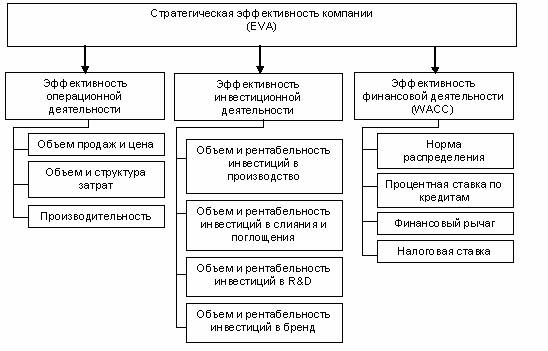 Стратегическая эффективность компании
(EVA)
Эффективность
операционной
деятельности
Объем продаж и цена
Объем и структура
затрат
Производительность
Эффективность
инвестиционной
деятельности
Объем и рентабельность
инвестиций в
производство
Объем и рентабельность
инвестиций в слияния и
поглощения
Объем и рентабельность
инвестиций в R&D
Объем и рентабельность
инвестиций в бренд
Эффективность
финансовой деятельности
(WACC)
Норма
распределения
Процентная ставка по
кредитам
Финансовый рычаг
Налоговая ставка